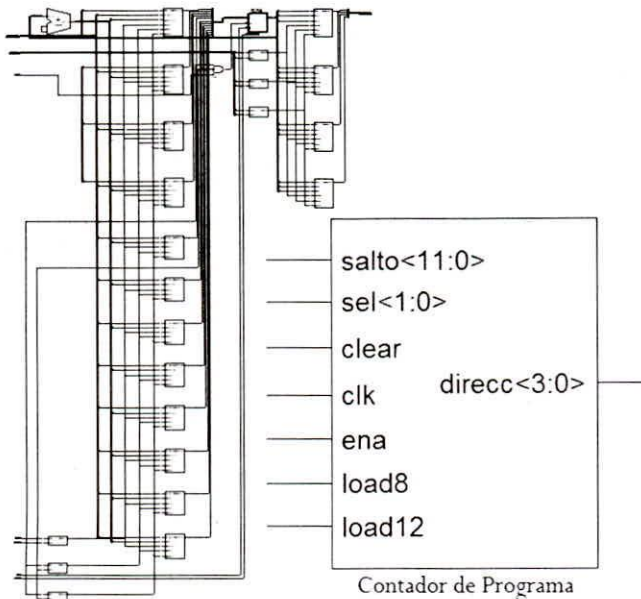 salto<11:0>
sel<1:0>
clear
clk
direcc<3:0>
ena
load8
load12
Contador de Programa